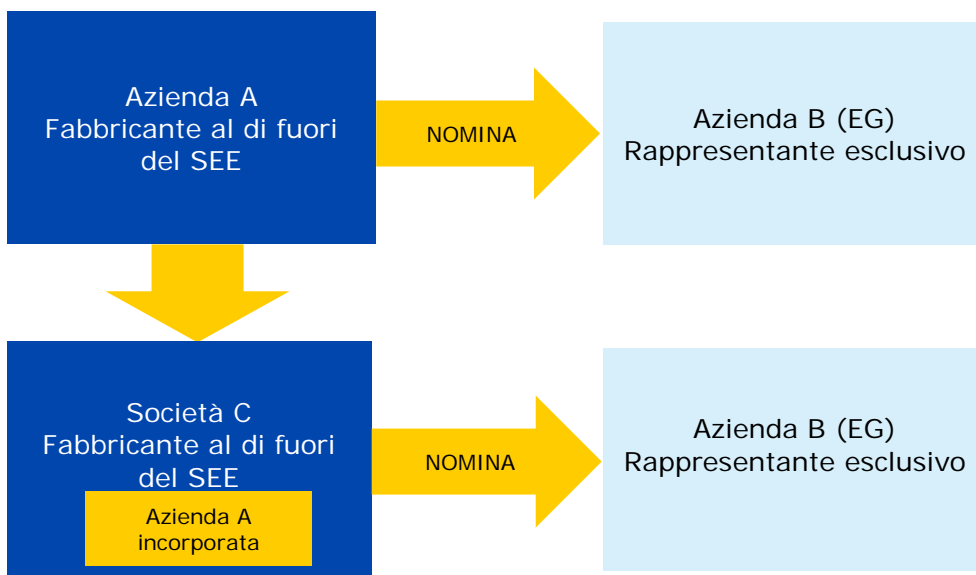 Azienda A
Fabbricante al di fuori
del SEE
NOMINA
Azienda B (EG)
Rappresentante esclusivo
Società C
Fabbricante al di fuori
del SEE
Azienda A
incorporata
NOMINA
Azienda B (EG)
Rappresentante esclusivo